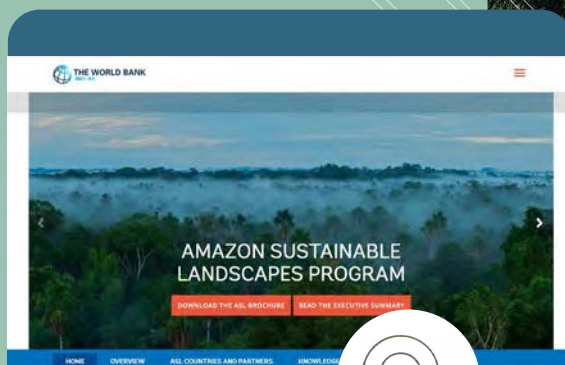 THE WORLD BANK
AMAZON SUSTAINABLE
LANDSCAPES PROGRAM
DOWNLOAD THE ASL BROCHURE READ THE EXECUTIVE SUMMARY
HOME OVERVIEW ASL COUNTRIES AND PARTNERS KNOWLEDGE